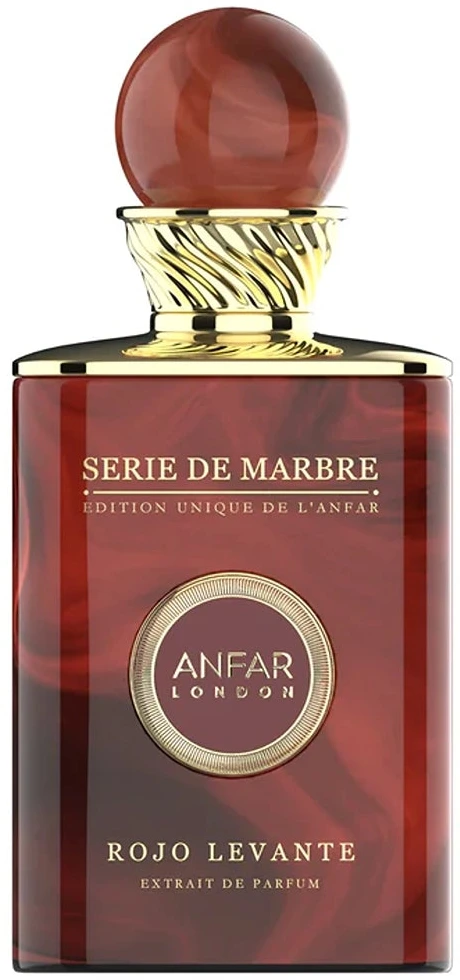 SERIE DE MARBRE
EDITION UNIQUE DE L'ANFAR
ANFAR
LONDON
ROJO LEVANTE
EXTRAIT DE PARFUM